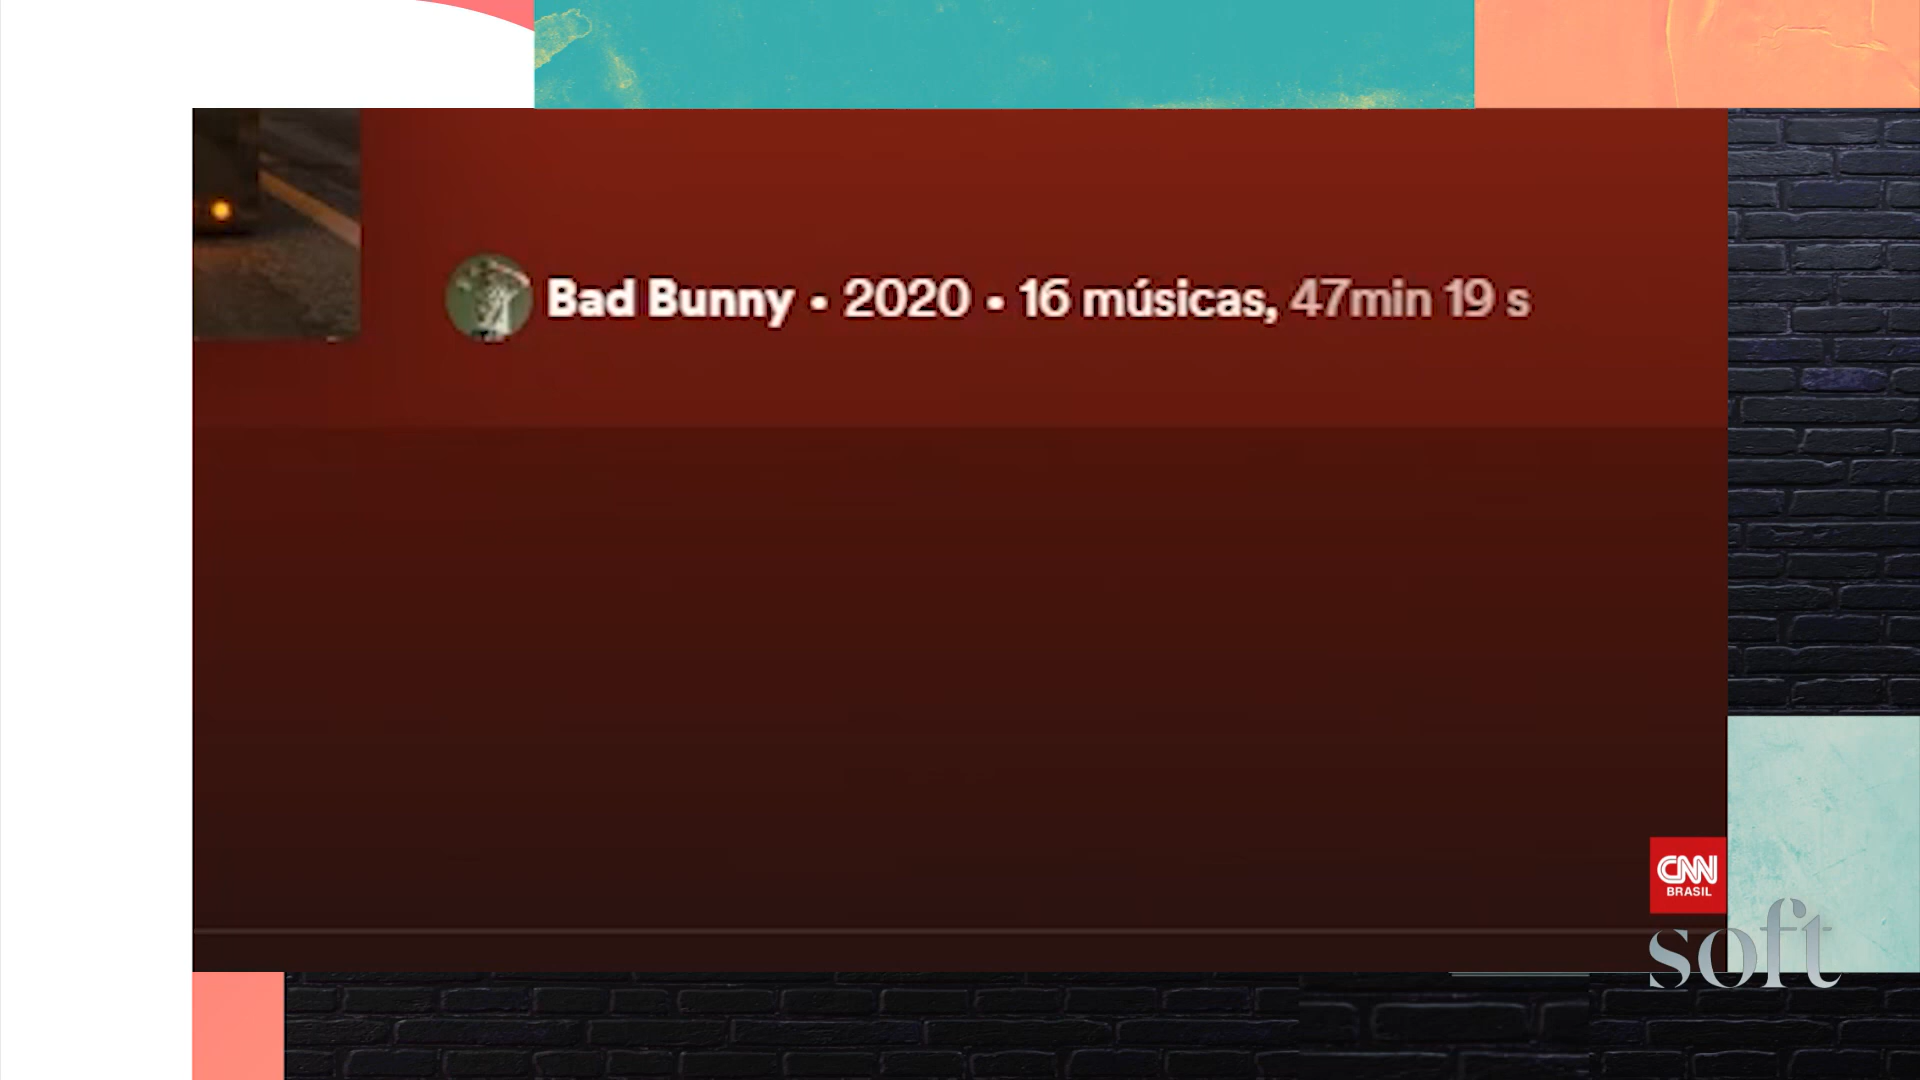 Bad Bunny • 2020 • 16 músicas, 47min 19 s
CNN
BRASIL
soft